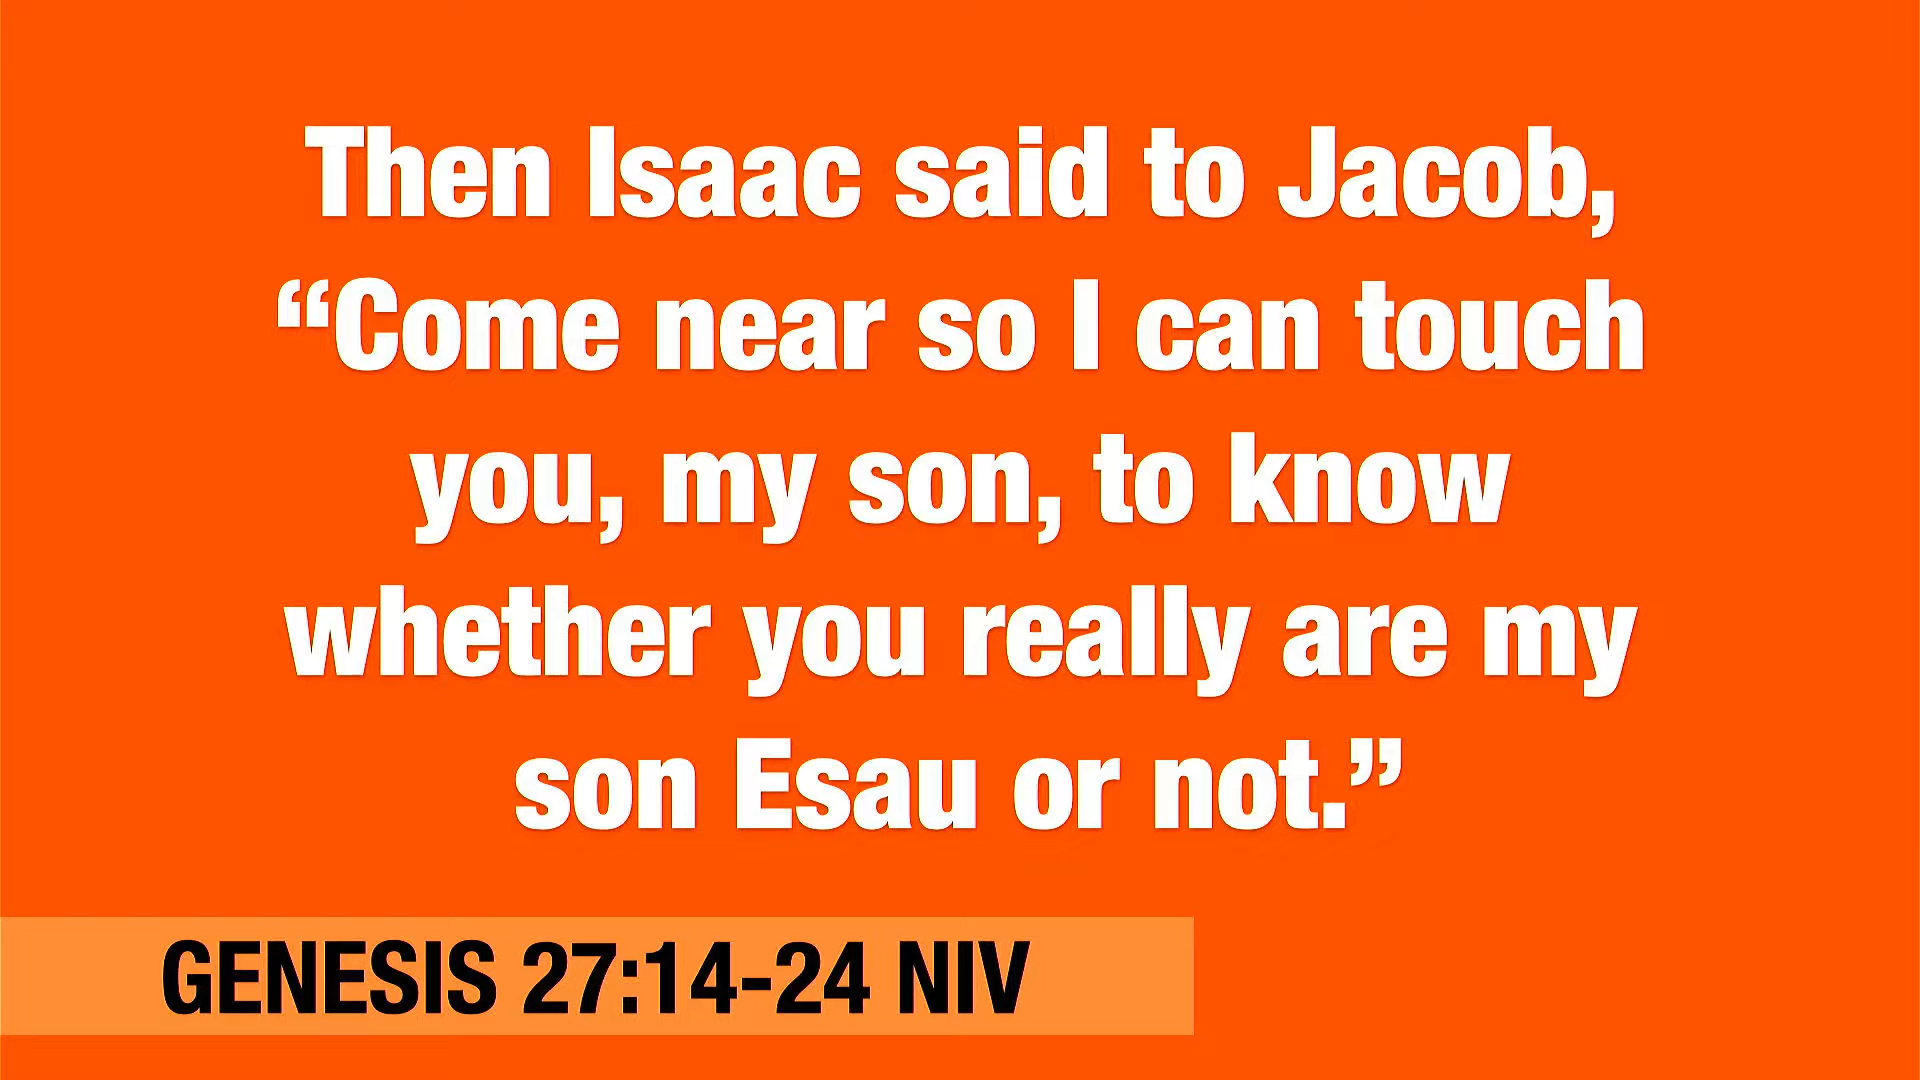 Then Isaac said to Jacob,
“Come near so I can touch
you, my son, to know
whether you really are my
son Esau or not.”
GENESIS 27:14-24 NIV